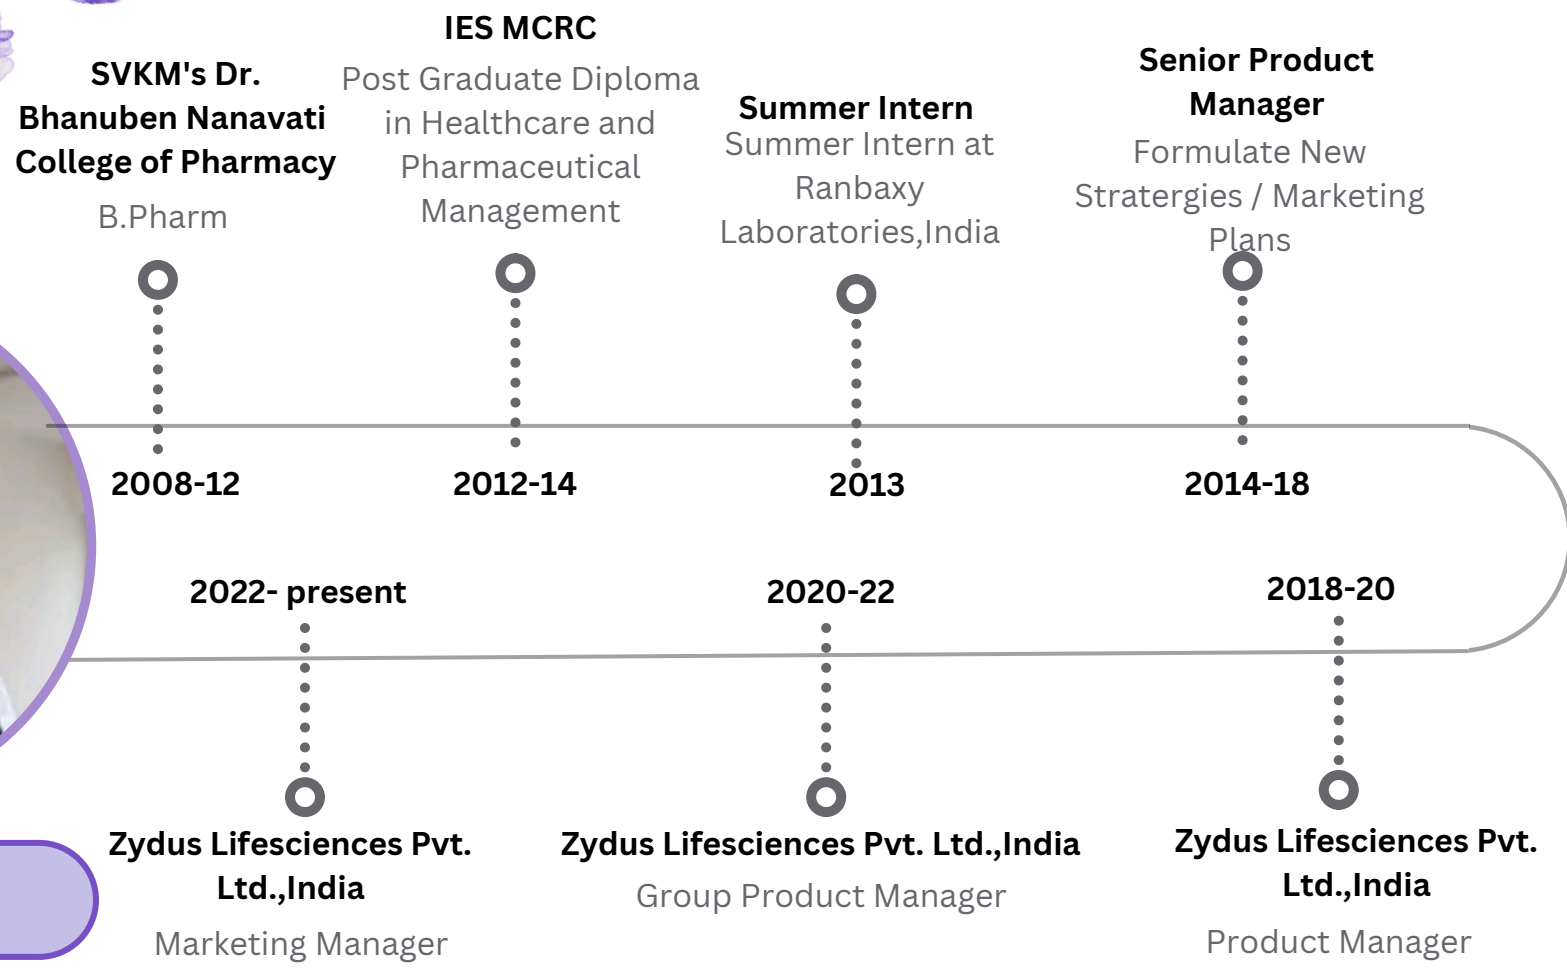 SVKM's Dr.
Bhanuben Nanavati
College of Pharmacy
B.Pharm
2008-12
IES MCRC
Post Graduate Diploma
in Healthcare and
Pharmaceutical
Management
2012-14
Summer Intern
Summer Intern at
Ranbaxy
Laboratories,India
2013
Senior Product
Manager
Formulate New
Stratergies / Marketing
Plans
2014-18
2018-20
Zydus Lifesciences Pvt.
Ltd.,India
Product Manager
2020-22
Zydus Lifesciences Pvt. Ltd.,India
Group Product Manager
2022- present
Zydus Lifesciences Pvt.
Ltd.,India
Marketing Manager